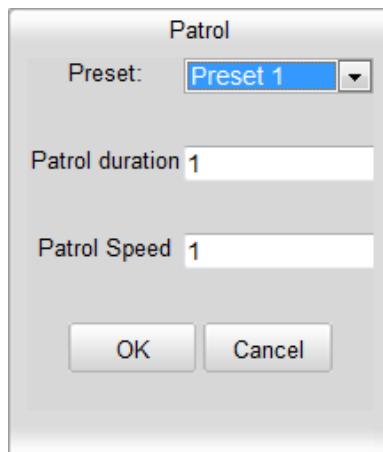 Patrol
Preset: Preset 1
Patrol duration 1
Patrol Speed 1
OK Cancel